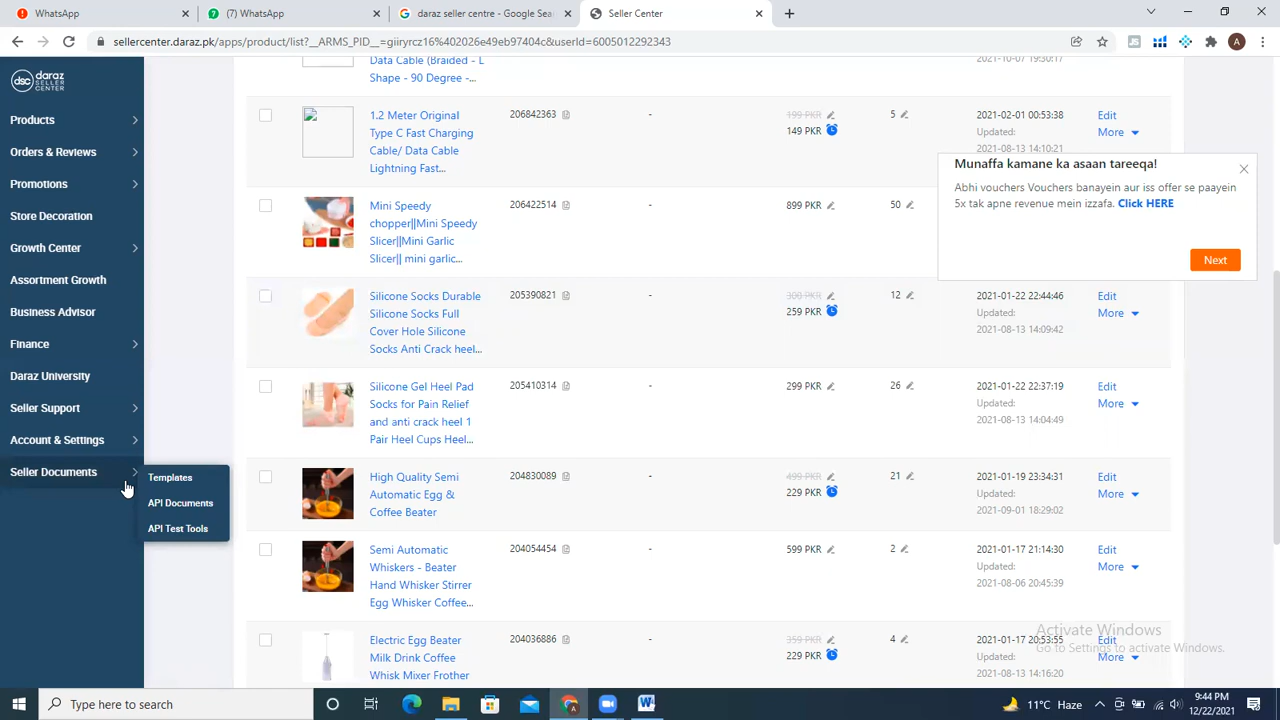 WhatsApp
(7) WhatsApp
daraz seller centre - Google Sea
Seller Center
sellercenter.daraz.pk/apps/product/list?__ARMS_PID__=giiryrcz16%402026e49eb97404c&userId=6005012292343
dsc daraz SELLER CENTER
Products
Orders & Reviews
Promotions
Store Decoration
Growth Center
Assortment Growth
Business Advisor
Finance
Daraz University
Seller Support
Account & Settings
Seller Documents
Templates
API Documents
API Test Tools
Data Cable (Braided - L
Shape - 90 Degree -...
2021-10-07 19:30:17
1.2 Meter Original
Type C Fast Charging
Cable/ Data Cable
Lightning Fast...
206842363
-
199 PKR
149 PKR
5
2021-02-01 00:53:38
Updated:
2021-08-13 14:10:21
Edit
More
Munaffa kamane ka asaan tareeqa!
Abhi vouchers Vouchers banayein aur iss offer se paayein
5x tak apne revenue mein izzafa. Click HERE
Next
Mini Speedy
chopper||Mini Speedy
Slicer||Mini Garlic
Slicer|| mini garlic...
206422514
-
899 PKR
50
Silicone Socks Durable
Silicone Socks Full
Cover Hole Silicone
Socks Anti Crack heel...
205390821
-
300 PKR
259 PKR
12
2021-01-22 22:44:46
Updated:
2021-08-13 14:09:42
Edit
More
Silicone Gel Heel Pad
Socks for Pain Relief
and anti crack heel 1
Pair Heel Cups Heel...
205410314
-
299 PKR
26
2021-01-22 22:37:19
Updated:
2021-08-13 14:04:49
Edit
More
High Quality Semi
Automatic Egg &
Coffee Beater
204830089
-
499 PKR
229 PKR
21
2021-01-19 23:34:31
Updated:
2021-09-01 18:29:02
Edit
More
Semi Automatic
Whiskers - Beater
Hand Whisker Stirrer
Egg Whisker Coffee...
204054454
-
599 PKR
2
2021-01-17 21:14:30
Updated:
2021-08-06 20:45:39
Edit
More
Electric Egg Beater
Milk Drink Coffee
Whisk Mixer Frother
204036886
-
359 PKR
229 PKR
4
2021-01-17 20:53:55
Updated:
2021-08-13 14:16:20
Edit
More
Activate Windows
Go to Settings to activate Windows.
Type here to search
11°C Haze
9:44 PM
12/22/2021